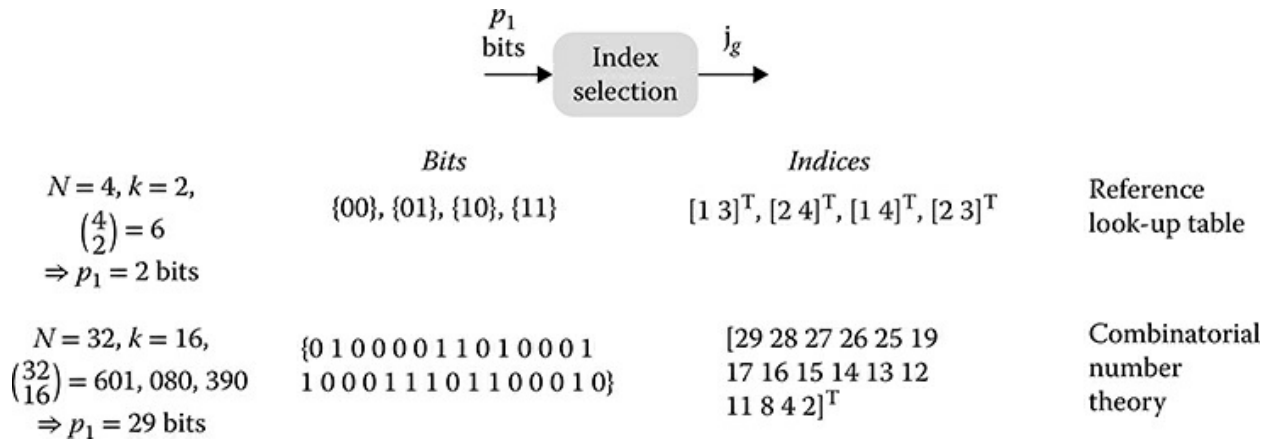 p₁
bits
Index
selection
j_g
Bits
Indices
N = 4, k = 2,
(4 2) = 6
⇒ p₁ = 2 bits
{00}, {01}, {10}, {11}
[1 3]ᵀ, [2 4]ᵀ, [1 4]ᵀ, [2 3]ᵀ
Reference
look-up table
N = 32, k = 16,
(32 16) = 601, 080, 390
⇒ p₁ = 29 bits
{0 1 0 0 0 0 1 1 0 1 0 0 0 1
1 0 0 0 1 1 1 0 1 1 0 0 0 1 0}
[29 28 27 26 25 19
17 16 15 14 13 12
11 8 4 2]ᵀ
Combinatorial
number
theory